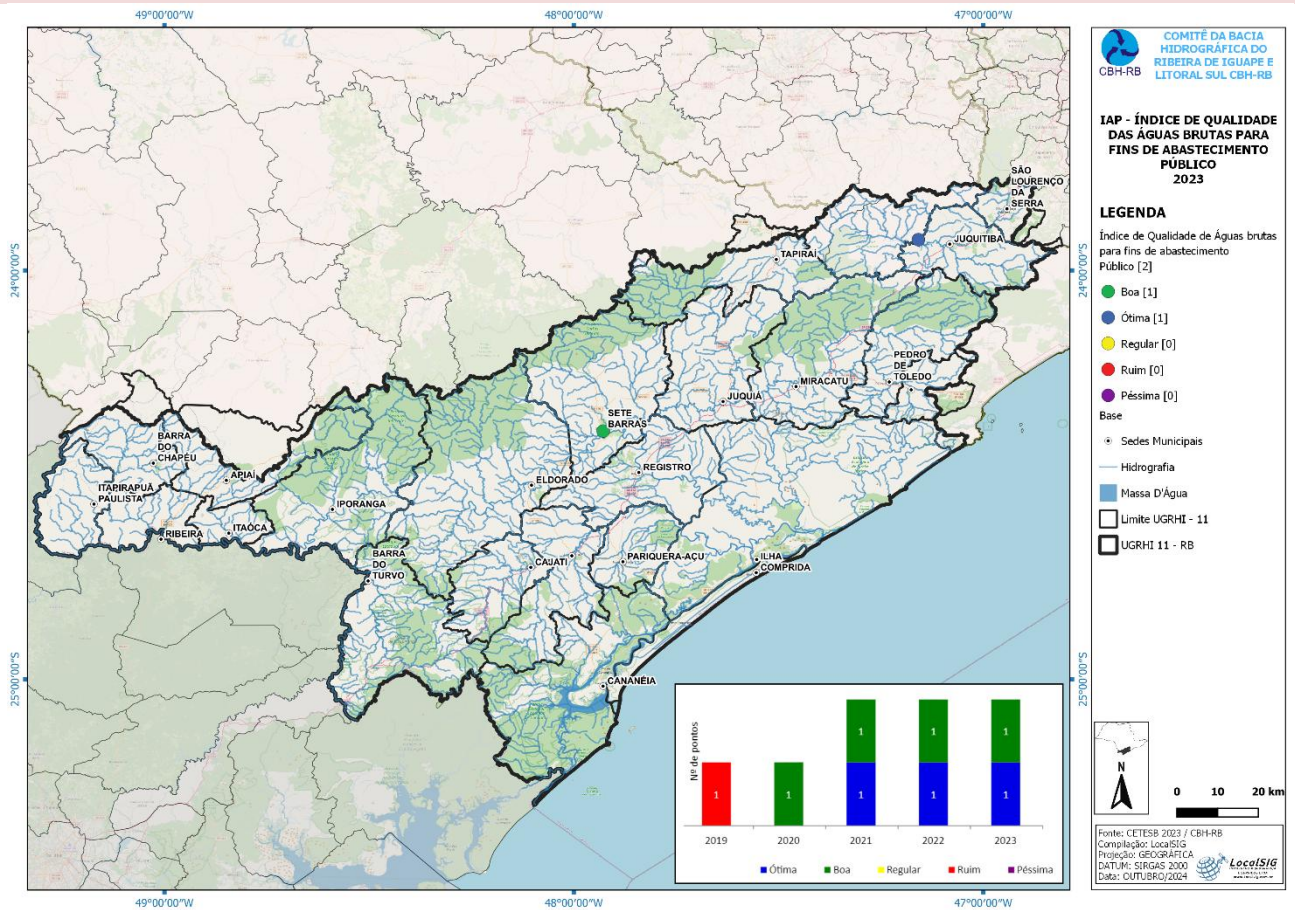 49°00'00"W
48°00'00"W
47°00'00"W
24°00'00"S
25°00'00"S
24°00'00"S
25°00'00"S
49°00'00"W
48°00'00"W
47°00'00"W
SÃO
LOURENÇO
DA
SERRA
JUQUITIBA
TAPIRAÍ
PEDRO
DE
TOLEDO
MIRACATU
JUQUIÁ
SETE
BARRAS
REGISTRO
ELDORADO
BARRA
DO
CHAPÉU
APIAÍ
ITAPIRAPUÃ
PAULISTA
IPORANGA
RIBEIRA
ITAÓCA
BARRA
DO
TURVO
CAJATI
PARIQUERA-AÇU
ILHA
COMPRIDA
CANANÉIA
Nº de pontos
1
1
1
1
1
1
1
1
2019
2020
2021
2022
2023
Ótima
Boa
Regular
Ruim
Péssima
CBH-RB
COMITÊ DA BACIA
HIDROGRÁFICA DO
RIBEIRA DE IGUAPE E
LITORAL SUL CBH-RB
IAP - ÍNDICE DE QUALIDADE
DAS ÁGUAS BRUTAS PARA
FINS DE ABASTECIMENTO
PÚBLICO
2023
LEGENDA
Índice de Qualidade de Águas brutas
para fins de abastecimento
Público [2]
Boa [1]
Ótima [1]
Regular [0]
Ruim [0]
Péssima [0]
Base
Sedes Municipais
Hidrografia
Massa D'Água
Limite UGRHI - 11
UGRHI 11 - RB
N
0 10 20 km
Fonte: CETESB 2023 / CBH-RB
Compilação: LocalSIG
Projeção: GEOGRÁFICA
DATUM: SIRGAS 2000
Data: OUTUBRO/2024
LocalSIG